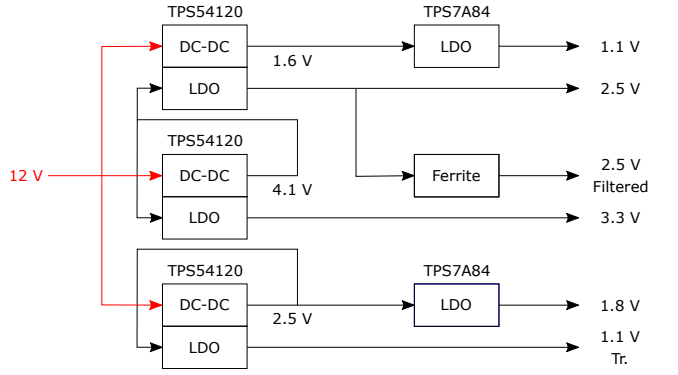 TPS54120
TPS7A84
DC-DC
LDO
1.1 V
1.6 V
LDO
2.5 V
TPS54120
12 V
DC-DC
4.1 V
Ferrite
2.5 V
Filtered
LDO
3.3 V
TPS54120
TPS7A84
DC-DC
2.5 V
LDO
1.8 V
LDO
1.1 V
Tr.